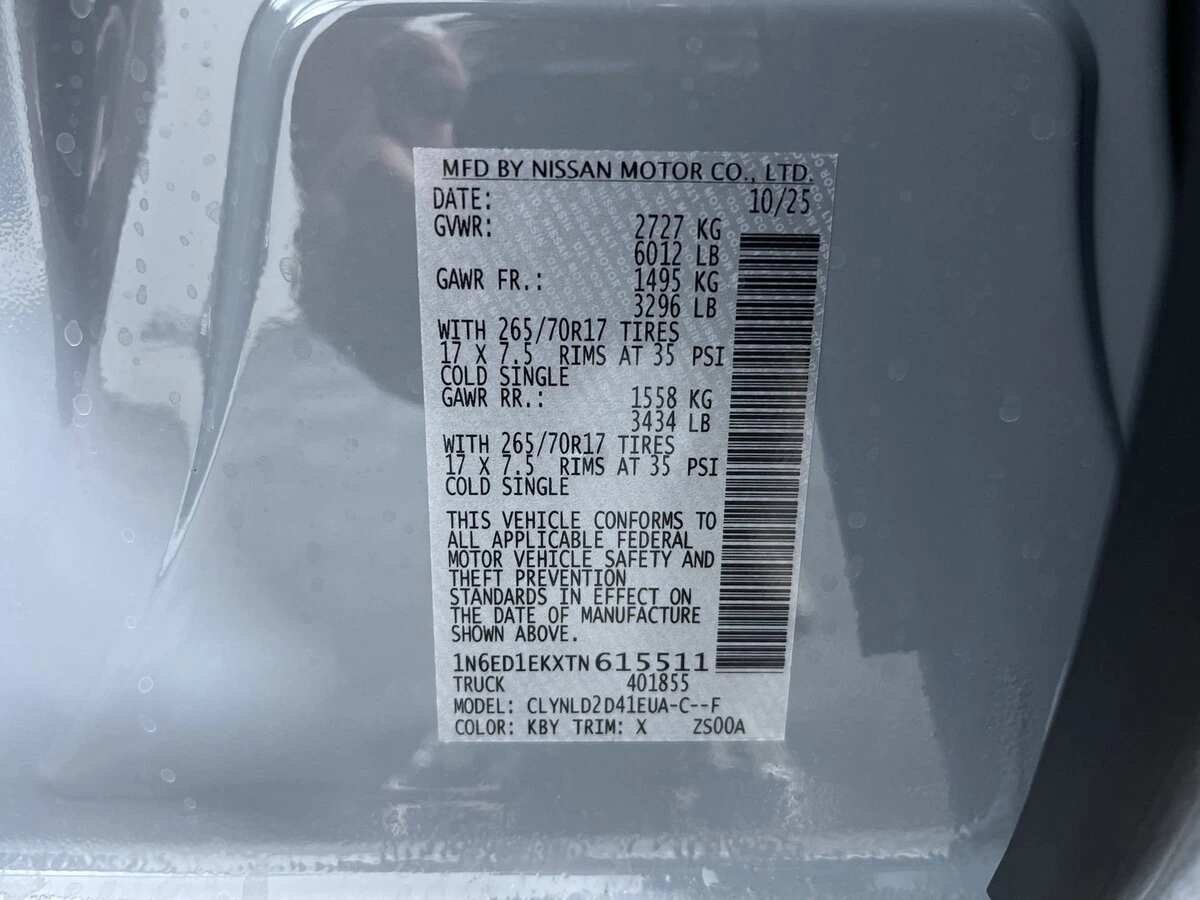 MFD BY NISSAN MOTOR CO., LTD.
DATE: 10/25
GVWR: 2727 KG
6012 LB
GAWR FR.: 1495 KG
3296 LB
WITH 265/70R17 TIRES
17 X 7.5 RIMS AT 35 PSI
COLD SINGLE
GAWR RR.: 1558 KG
3434 LB
WITH 265/70R17 TIRES
17 X 7.5 RIMS AT 35 PSI
COLD SINGLE
THIS VEHICLE CONFORMS TO
ALL APPLICABLE FEDERAL
MOTOR VEHICLE SAFETY AND
THEFT PREVENTION
STANDARDS IN EFFECT ON
THE DATE OF MANUFACTURE
SHOWN ABOVE.
1N6ED1EKXTN615511
TRUCK 401855
MODEL: CLYNLD2D41EUA-C--F
COLOR: KBY TRIM: X ZS00A